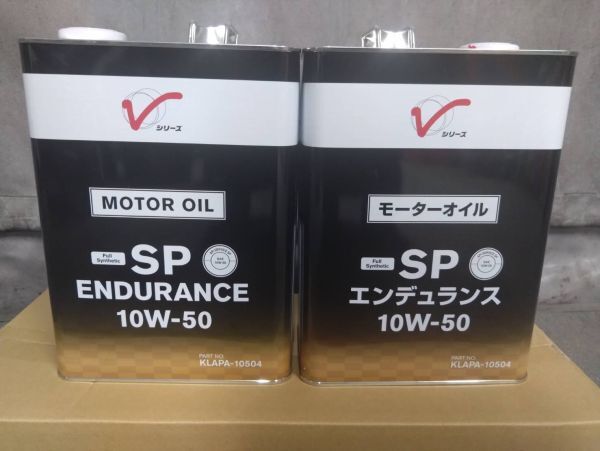 シリーズ
MOTOR OIL
Full
Synthetic
SP
ENDURANCE
10W-50
PART NO.
KLAPA-10504
シリーズ
モーターオイル
Full
Synthetic
SP
エンデュランス
10W-50
PART NO.
KLAPA-10504